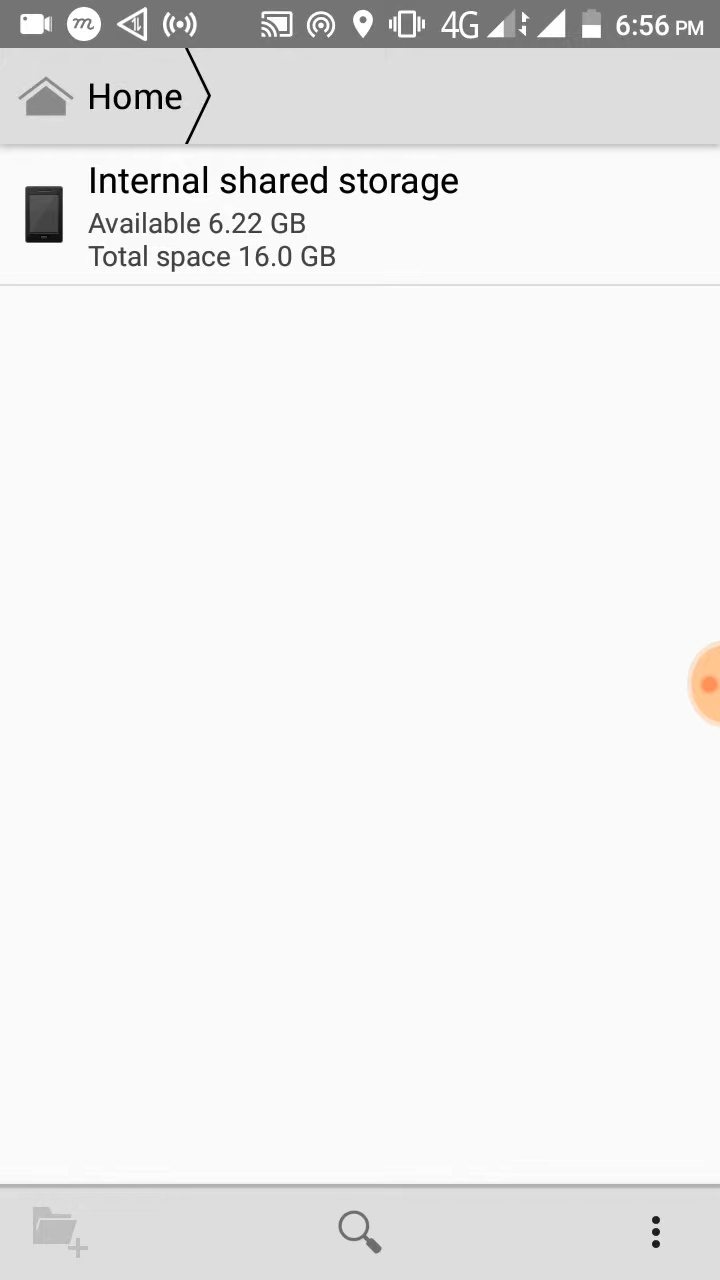 4G 6:56 PM
Home
Internal shared storage
Available 6.22 GB
Total space 16.0 GB